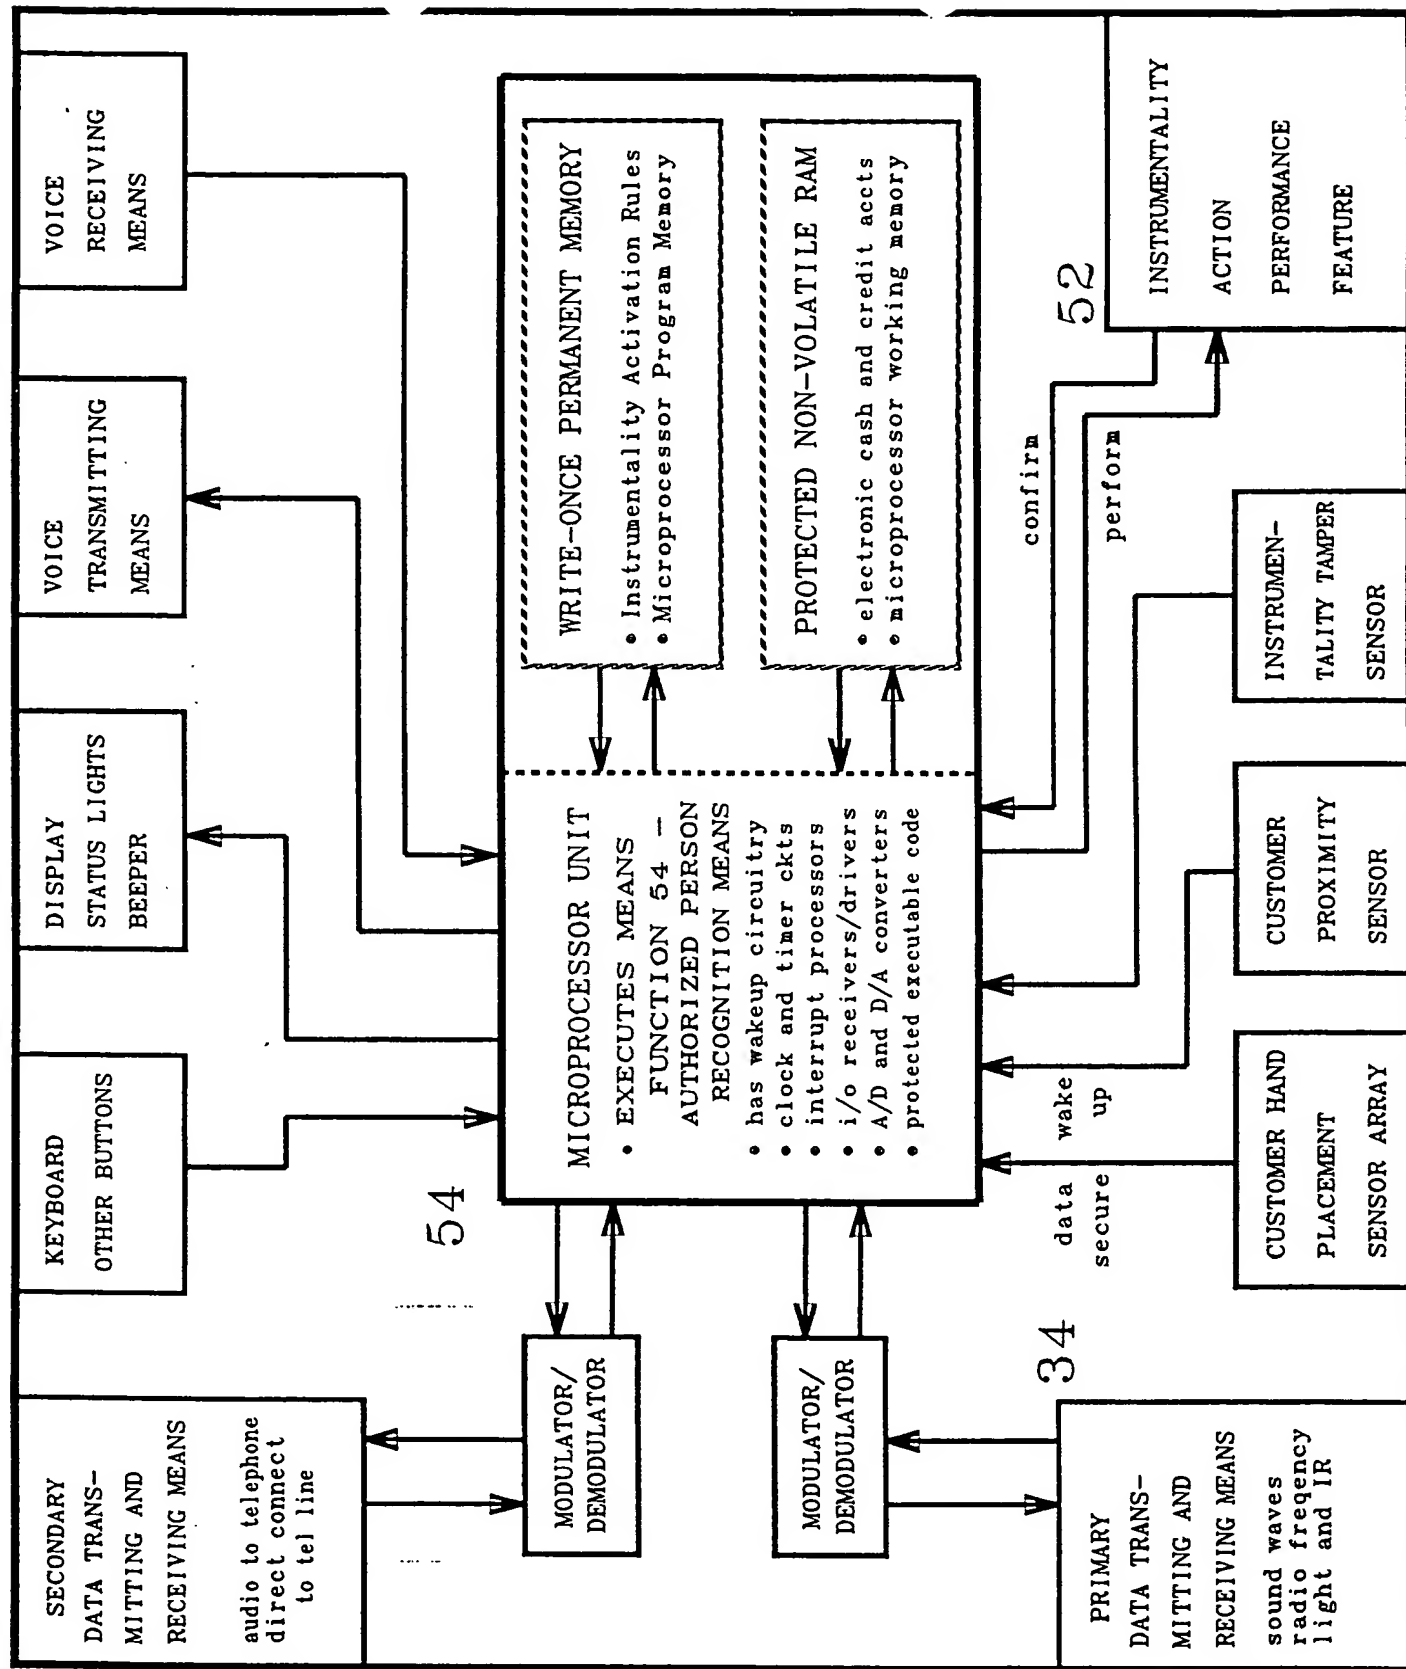 SECONDARY
DATA TRANS-
MITTING AND
RECEIVING MEANS
audio to telephone
direct connect
to tel line
KEYBOARD
OTHER BUTTONS
DISPLAY
STATUS LIGHTS
BEEPER
VOICE
TRANSMITTING
MEANS
VOICE
RECEIVING
MEANS
54
MODULATOR/
DEMODULATOR
MICROPROCESSOR UNIT
• EXECUTES MEANS
FUNCTION 54 —
AUTHORIZED PERSON
RECOGNITION MEANS
• has wakeup circuitry
• clock and timer ckts
• interrupt processors
• i/o receivers/drivers
• A/D and D/A converters
• protected executable code
WRITE-ONCE PERMANENT MEMORY
• Instrumentality Activation Rules
• Microprocessor Program Memory
PROTECTED NON-VOLATILE RAM
• electronic cash and credit accts
• microprocessor working memory
MODULATOR/
DEMODULATOR
34
PRIMARY
DATA TRANS-
MITTING AND
RECEIVING MEANS
sound waves
radio freqency
light and IR
data
secure
wake
up
confirm
perform
52
CUSTOMER HAND
PLACEMENT
SENSOR ARRAY
CUSTOMER
PROXIMITY
SENSOR
INSTRUMEN-
TALITY TAMPER
SENSOR
INSTRUMENTALITY
ACTION
PERFORMANCE
FEATURE